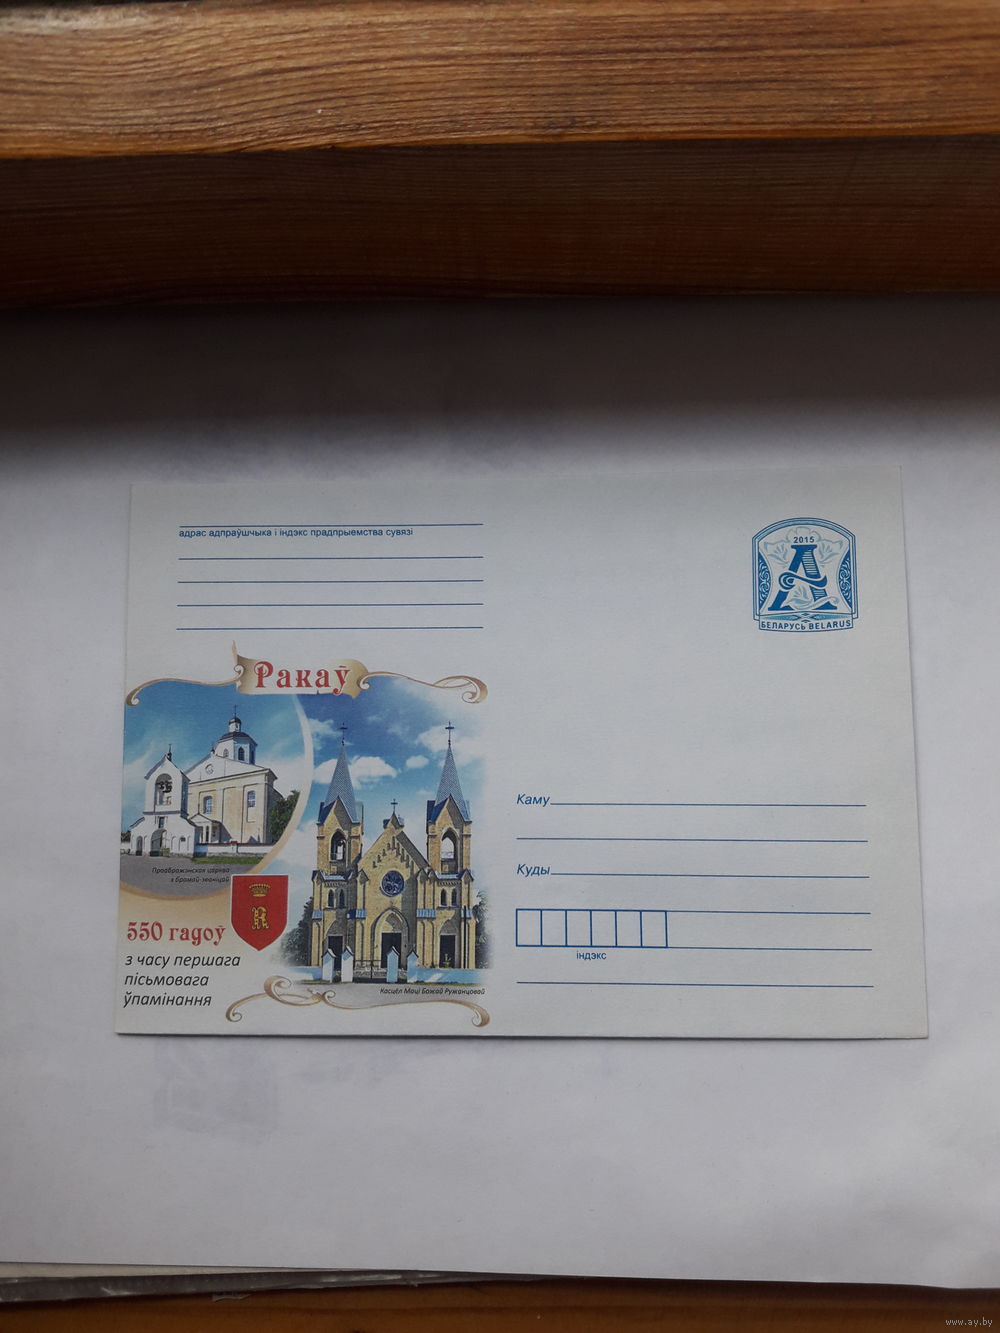 адрас адпраўшчыка і індэкс прадпрыемства сувязі
2015
А
БЕЛАРУСЬ BELARUS
Ракаў
Праабражэнская царква
з брамай-званіцай
R
550 гадоў
з часу першага
пісьмовага
ўпамінання
Касцёл Маці Божай Ружанцовай
Каму
Куды
індэкс
www.ay.by